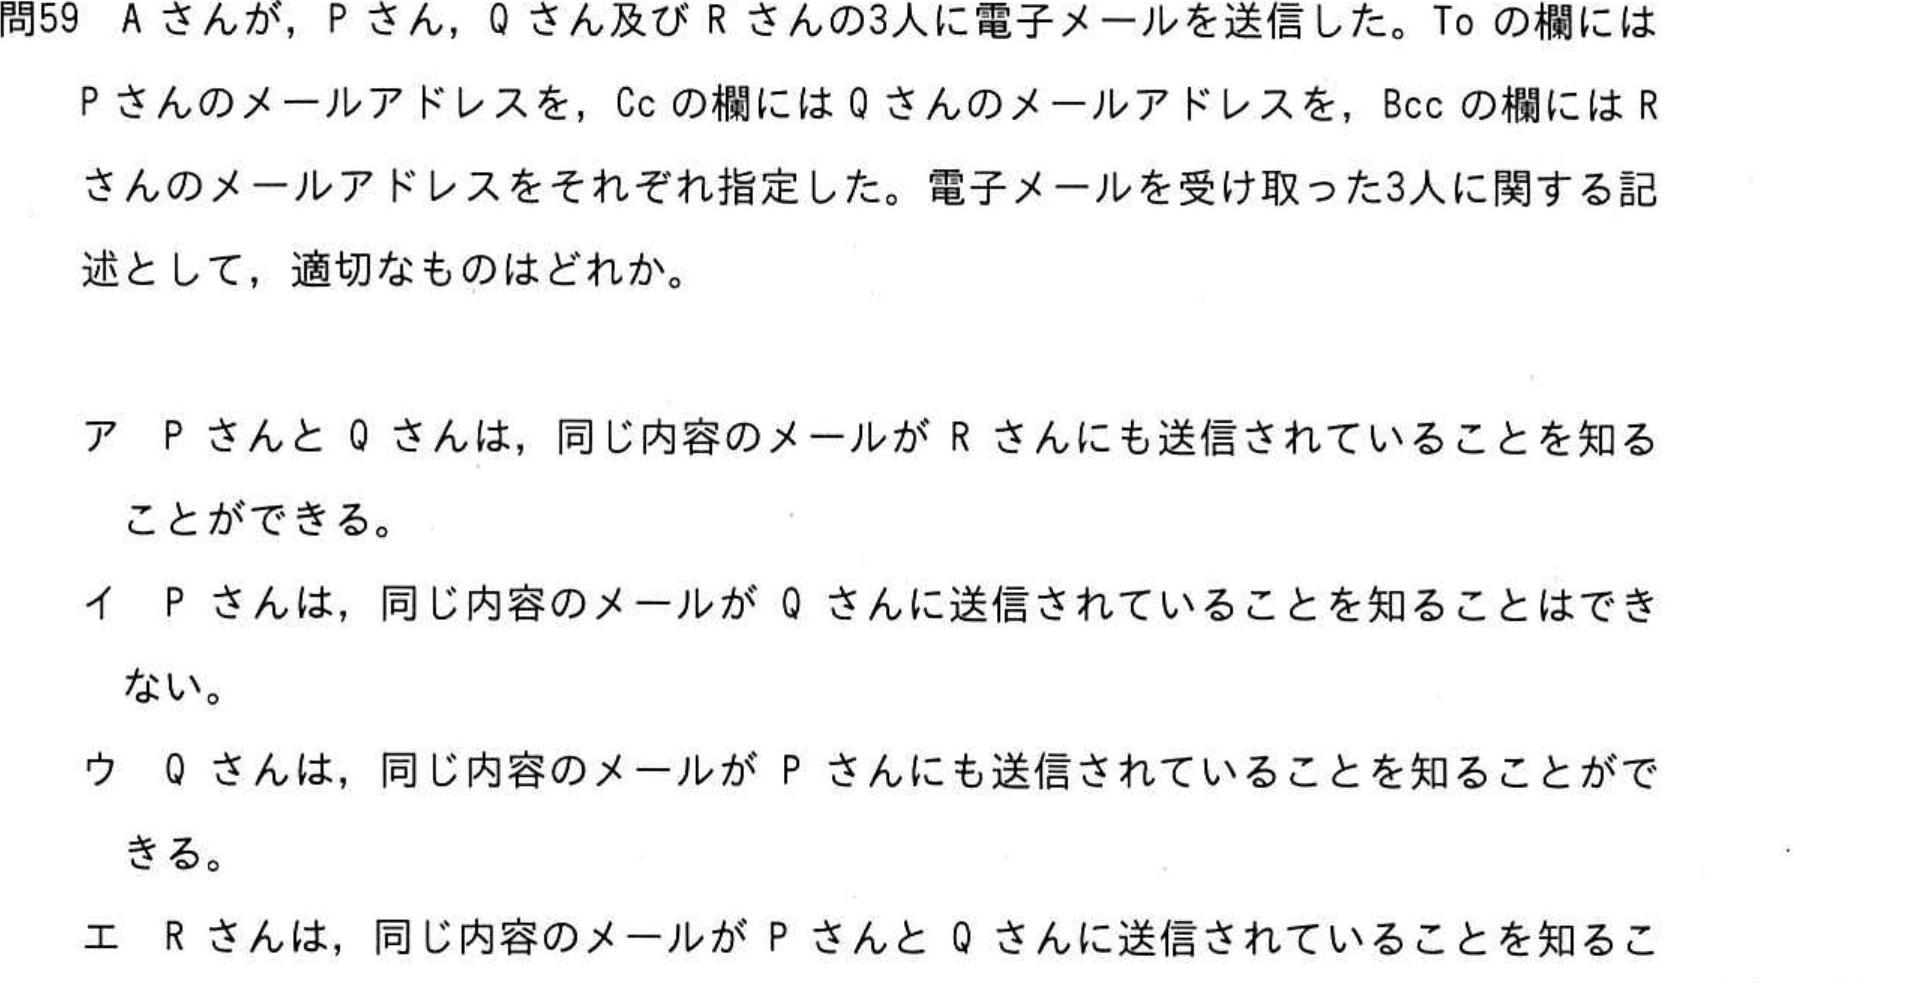 問59 A さんが，P さん，Q さん及び R さんの3人に電子メールを送信した。To の欄には
P さんのメールアドレスを，Cc の欄には Q さんのメールアドレスを，Bcc の欄には R
さんのメールアドレスをそれぞれ指定した。電子メールを受け取った3人に関する記
述として，適切なものはどれか。
ア P さんと Q さんは，同じ内容のメールが R さんにも送信されていることを知る
ことができる。
イ P さんは，同じ内容のメールが Q さんに送信されていることを知ることはでき
ない。
ウ Q さんは，同じ内容のメールが P さんにも送信されていることを知ることがで
きる。
エ R さんは，同じ内容のメールが P さんと Q さんに送信されていることを知るこ